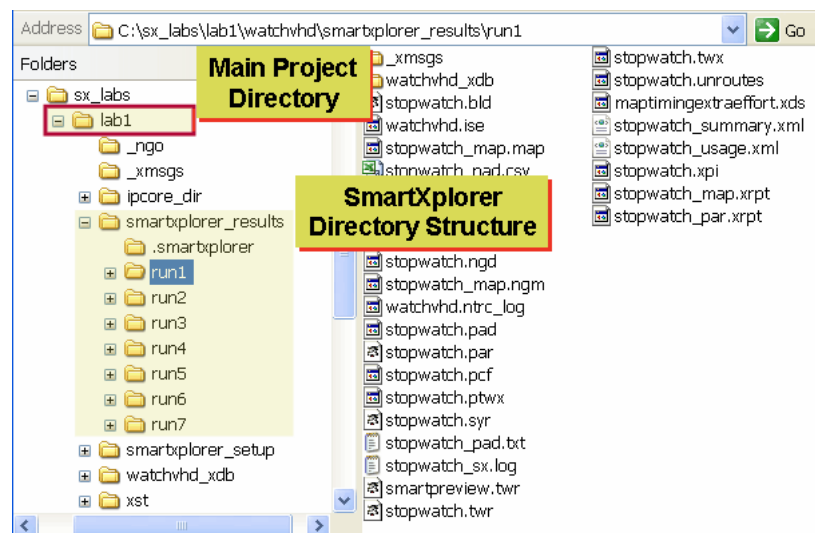 Address C:\sx_labs\lab1\watchvhd\smartxplorer_results\run1 Go
Folders
Main Project
Directory
sx_labs
lab1
_ngo
_xmsgs
ipcore_dir
smartxplorer_results
.smartxplorer
run1
run2
run3
run4
run5
run6
run7
smartxplorer_setup
watchvhd_xdb
xst
SmartXplorer
Directory Structure
_xmsgs
watchvhd_xdb
stopwatch.bld
watchvhd.ise
stopwatch_map.map
stopwatch_pad.csv
stopwatch.ngd
stopwatch_map.ngm
watchvhd.ntrc_log
stopwatch.pad
stopwatch.par
stopwatch.pcf
stopwatch.ptwx
stopwatch.syr
stopwatch_pad.txt
stopwatch_sx.log
smartpreview.twr
stopwatch.twr
stopwatch.twx
stopwatch.unroutes
maptimingextraeffort.xds
stopwatch_summary.xml
stopwatch_usage.xml
stopwatch.xpi
stopwatch_map.xrpt
stopwatch_par.xrpt